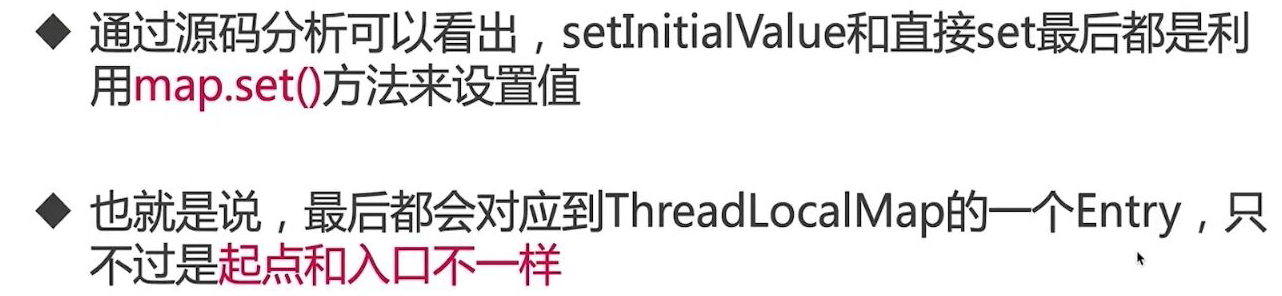 ◆ 通过源码分析可以看出，setInitialValue和直接set最后都是利
用map.set()方法来设置值
◆ 也就是说，最后都会对应到ThreadLocalMap的一个Entry，只
不过是起点和入口不一样